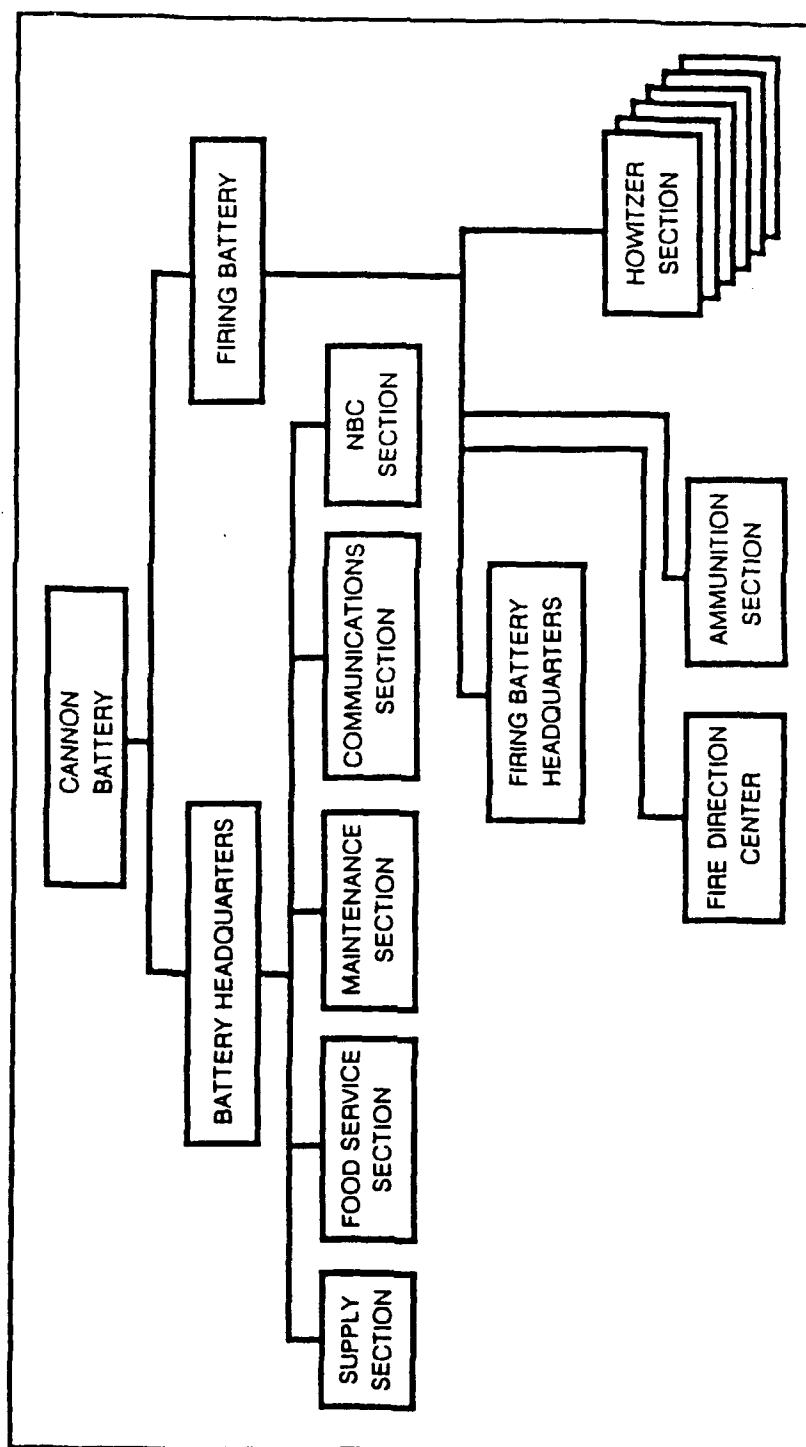 CANNON
BATTERY
BATTERY HEADQUARTERS
FIRING BATTERY
SUPPLY
SECTION
FOOD SERVICE
SECTION
MAINTENANCE
SECTION
COMMUNICATIONS
SECTION
NBC
SECTION
FIRING BATTERY
HEADQUARTERS
HOWITZER
SECTION
FIRE DIRECTION
CENTER
AMMUNITION
SECTION